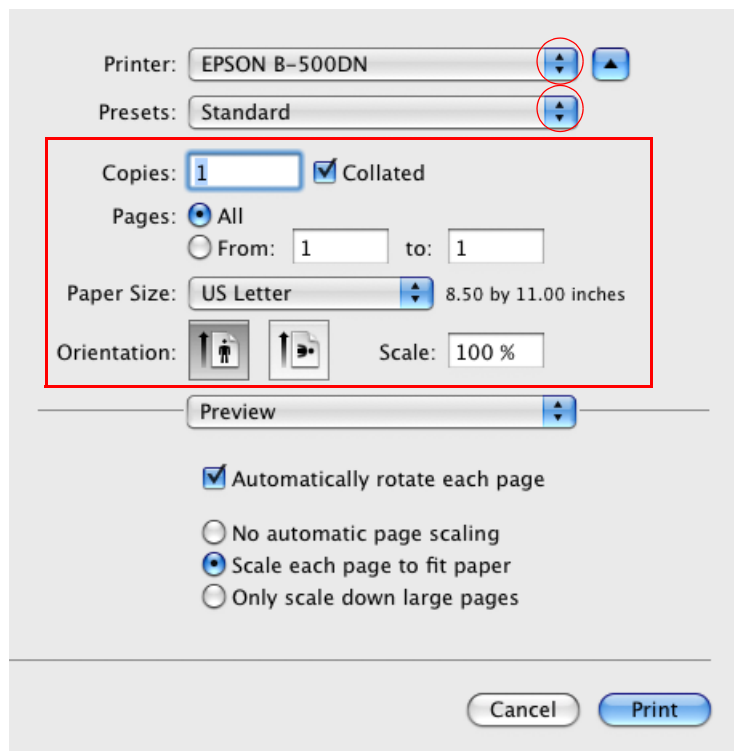 Printer: EPSON B-500DN
Presets: Standard
Copies: 1 Collated
Pages: All
From: 1 to: 1
Paper Size: US Letter 8.50 by 11.00 inches
Orientation: Scale: 100 %
Preview
Automatically rotate each page
No automatic page scaling
Scale each page to fit paper
Only scale down large pages
Cancel Print